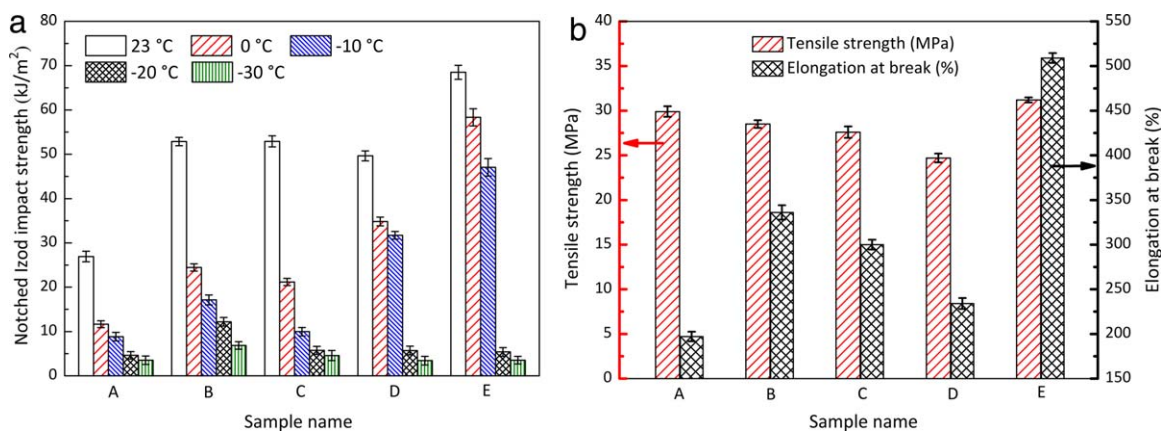 a
80
70
60
50
40
30
20
10
0
Notched Izod impact strength (kJ/m²)
23 °C
0 °C
-10 °C
-20 °C
-30 °C
A B C D E
Sample name
b
40
35
30
25
20
15
10
5
0
Tensile strength (MPa)
Tensile strength (MPa)
Elongation at break (%)
550
500
450
400
350
300
250
200
150
Elongation at break (%)
A B C D E
Sample name